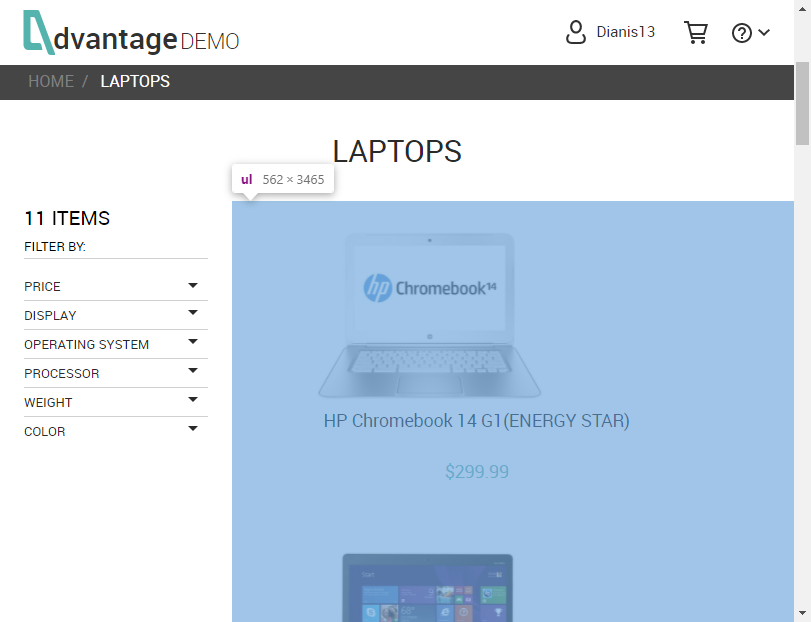 dvantage DEMO
Dianis13
HOME / LAPTOPS
LAPTOPS
ul 562 × 3465
11 ITEMS
FILTER BY:
PRICE
DISPLAY
OPERATING SYSTEM
PROCESSOR
WEIGHT
COLOR
hp Chromebook 14
HP Chromebook 14 G1(ENERGY STAR)
$299.99
Start